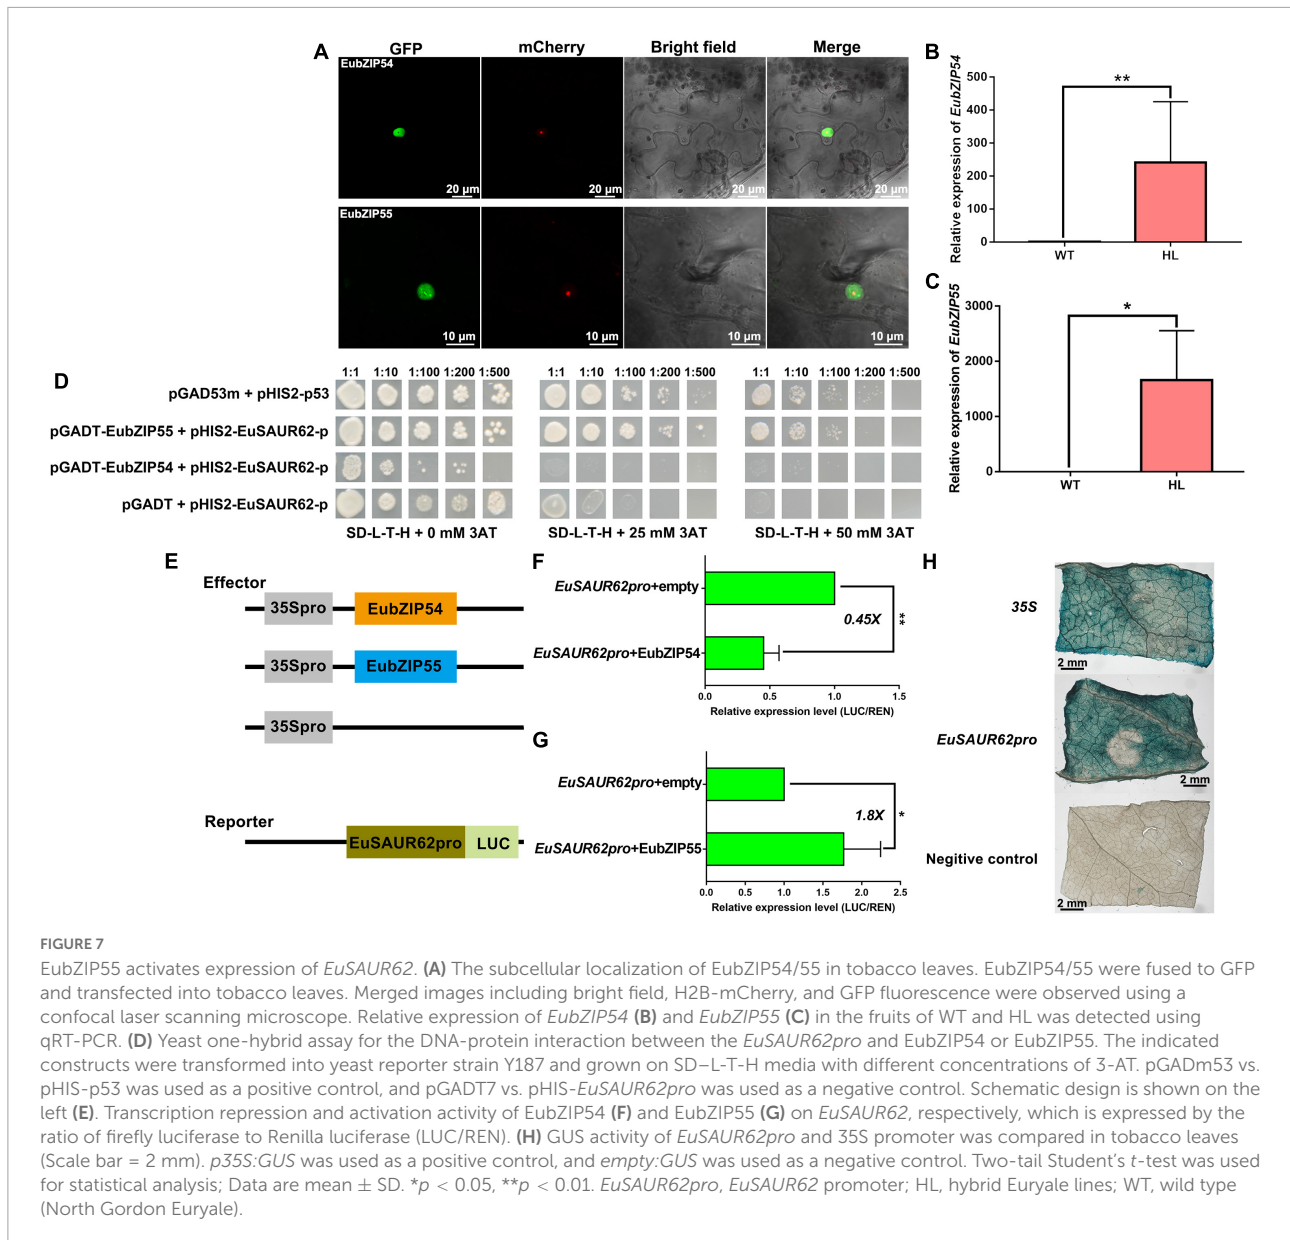 A
GFP mCherry Bright field Merge
EubZIP54
20 µm 20 µm 20 µm 20 µm
EubZIP55
10 µm 10 µm 10 µm 10 µm
B
Relative expression of EubZIP54
500
400
300
200
100
0
**
WT HL
C
Relative expression of EubZIP55
3000
2000
1000
0
*
WT HL
D
1:1 1:10 1:100 1:200 1:500 1:1 1:10 1:100 1:200 1:500 1:1 1:10 1:100 1:200 1:500
pGAD53m + pHIS2-p53
pGADT-EubZIP55 + pHIS2-EuSAUR62-p
pGADT-EubZIP54 + pHIS2-EuSAUR62-p
pGADT + pHIS2-EuSAUR62-p
SD-L-T-H + 0 mM 3AT SD-L-T-H + 25 mM 3AT SD-L-T-H + 50 mM 3AT
E
Effector
35Spro EubZIP54
35Spro EubZIP55
35Spro
Reporter
EuSAUR62pro LUC
F
EuSAUR62pro+empty
0.45X **
EuSAUR62pro+EubZIP54
0.0 0.5 1.0 1.5
Relative expression level (LUC/REN)
G
EuSAUR62pro+empty
1.8X *
EuSAUR62pro+EubZIP55
0.0 0.5 1.0 1.5 2.0 2.5
Relative expression level (LUC/REN)
H
35S
2 mm
EuSAUR62pro
2 mm
Negitive control
2 mm
FIGURE 7
EubZIP55 activates expression of EuSAUR62. (A) The subcellular localization of EubZIP54/55 in tobacco leaves. EubZIP54/55 were fused to GFP
and transfected into tobacco leaves. Merged images including bright field, H2B-mCherry, and GFP fluorescence were observed using a
confocal laser scanning microscope. Relative expression of EubZIP54 (B) and EubZIP55 (C) in the fruits of WT and HL was detected using
qRT-PCR. (D) Yeast one-hybrid assay for the DNA-protein interaction between the EuSAUR62pro and EubZIP54 or EubZIP55. The indicated
constructs were transformed into yeast reporter strain Y187 and grown on SD–L-T-H media with different concentrations of 3-AT. pGADm53 vs.
pHIS-p53 was used as a positive control, and pGADT7 vs. pHIS-EuSAUR62pro was used as a negative control. Schematic design is shown on the
left (E). Transcription repression and activation activity of EubZIP54 (F) and EubZIP55 (G) on EuSAUR62, respectively, which is expressed by the
ratio of firefly luciferase to Renilla luciferase (LUC/REN). (H) GUS activity of EuSAUR62pro and 35S promoter was compared in tobacco leaves
(Scale bar = 2 mm). p35S:GUS was used as a positive control, and empty:GUS was used as a negative control. Two-tail Student's t-test was used
for statistical analysis; Data are mean ± SD. *p < 0.05, **p < 0.01. EuSAUR62pro, EuSAUR62 promoter; HL, hybrid Euryale lines; WT, wild type
(North Gordon Euryale).